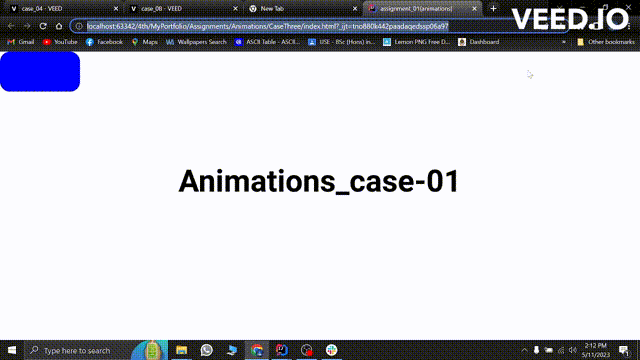 case_04 - VEED
case_08 - VEED
New Tab
assignment_01(animations)
VEED.IO
localhost:63342/4th/MyPortfolio/Assignments/Animations/CaseThree/index.html?_ijt=tno880k442paadaqedssp06a97
Gmail
YouTube
Facebook
Maps
Wallpapers Search
ASCII Table - ASCII...
IJSE - BSc (Hons) in...
Lemon PNG Free D...
Dashboard
Other bookmarks
Animations_case-01
Type here to search
2:12 PM
5/11/2023